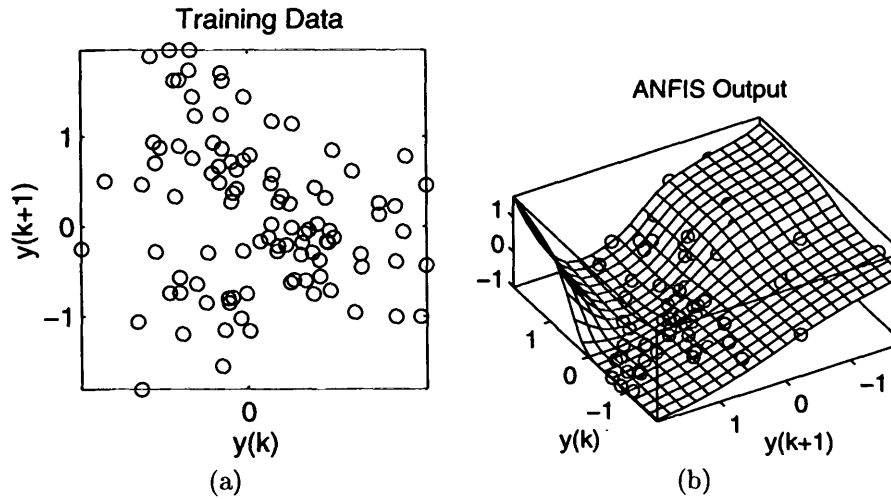 Training Data
1
0
-1
y(k+1)
0
y(k)
(a)
ANFIS Output
1
0
-1
1
0
-1
y(k)
1
0
-1
y(k+1)
(b)